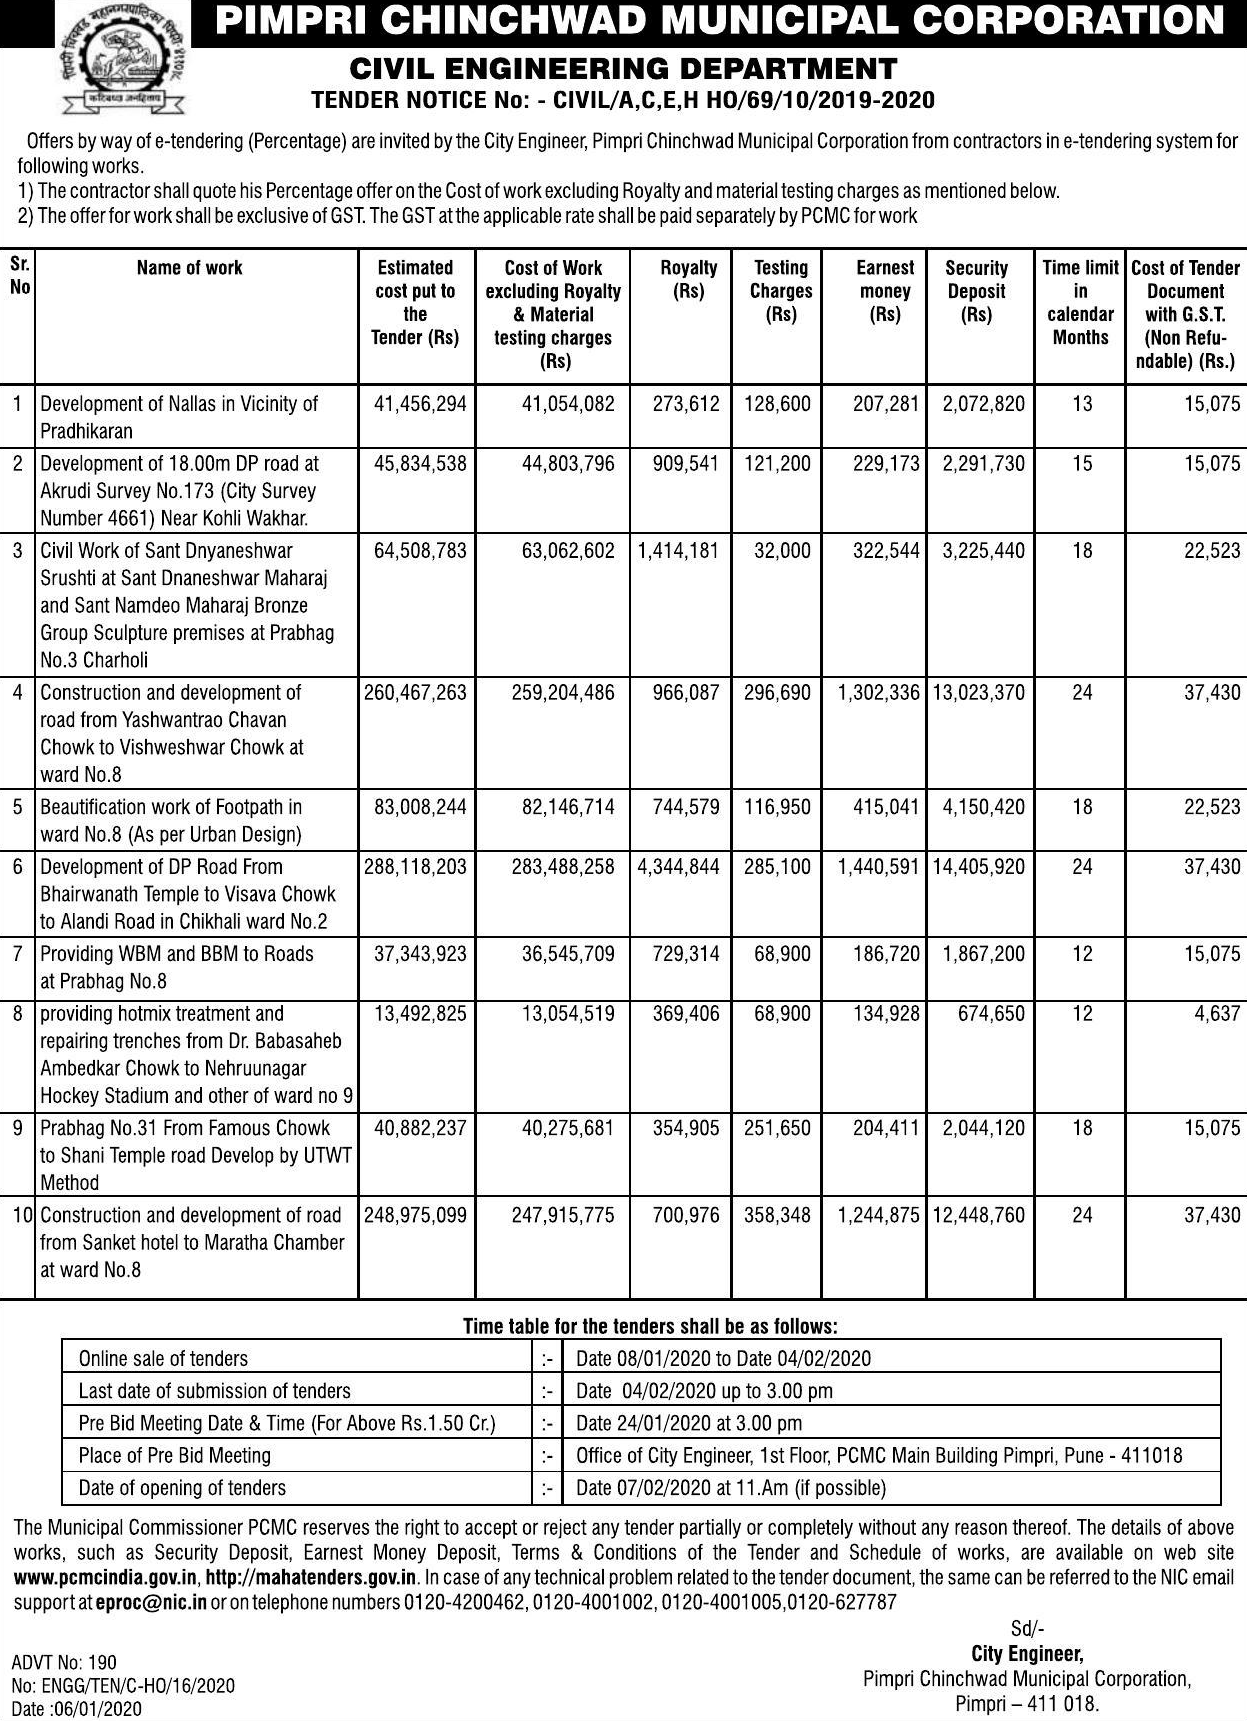 PIMPRI CHINCHWAD MUNICIPAL CORPORATION
CIVIL ENGINEERING DEPARTMENT
TENDER NOTICE No: - CIVIL/A,C,E,H HO/69/10/2019-2020
Offers by way of e-tendering (Percentage) are invited by the City Engineer, Pimpri Chinchwad Municipal Corporation from contractors in e-tendering system for
following works.
1) The contractor shall quote his Percentage offer on the Cost of work excluding Royalty and material testing charges as mentioned below.
2) The offer for work shall be exclusive of GST. The GST at the applicable rate shall be paid separately by PCMC for work
Sr. No | Name of work | Estimated cost put to the Tender (Rs) | Cost of Work excluding Royalty & Material testing charges (Rs) | Royalty (Rs) | Testing Charges (Rs) | Earnest money (Rs) | Security Deposit (Rs) | Time limit in calendar Months | Cost of Tender Document with G.S.T. (Non Refu-ndable) (Rs.)
1 Development of Nallas in Vicinity of 41,456,294 41,054,082 273,612 128,600 207,281 2,072,820 13 15,075
Pradhikaran
2 Development of 18.00m DP road at 45,834,538 44,803,796 909,541 121,200 229,173 2,291,730 15 15,075
Akrudi Survey No.173 (City Survey
Number 4661) Near Kohli Wakhar.
3 Civil Work of Sant Dnyaneshwar 64,508,783 63,062,602 1,414,181 32,000 322,544 3,225,440 18 22,523
Srushti at Sant Dnaneshwar Maharaj
and Sant Namdeo Maharaj Bronze
Group Sculpture premises at Prabhag
No.3 Charholi
4 Construction and development of 260,467,263 259,204,486 966,087 296,690 1,302,336 13,023,370 24 37,430
road from Yashwantrao Chavan
Chowk to Vishweshwar Chowk at
ward No.8
5 Beautification work of Footpath in 83,008,244 82,146,714 744,579 116,950 415,041 4,150,420 18 22,523
ward No.8 (As per Urban Design)
6 Development of DP Road From 288,118,203 283,488,258 4,344,844 285,100 1,440,591 14,405,920 24 37,430
Bhairwanath Temple to Visava Chowk
to Alandi Road in Chikhali ward No.2
7 Providing WBM and BBM to Roads 37,343,923 36,545,709 729,314 68,900 186,720 1,867,200 12 15,075
at Prabhag No.8
8 providing hotmix treatment and 13,492,825 13,054,519 369,406 68,900 134,928 674,650 12 4,637
repairing trenches from Dr. Babasaheb
Ambedkar Chowk to Nehruunagar
Hockey Stadium and other of ward no 9
9 Prabhag No.31 From Famous Chowk 40,882,237 40,275,681 354,905 251,650 204,411 2,044,120 18 15,075
to Shani Temple road Develop by UTWT
Method
10 Construction and development of road 248,975,099 247,915,775 700,976 358,348 1,244,875 12,448,760 24 37,430
from Sanket hotel to Maratha Chamber
at ward No.8
Time table for the tenders shall be as follows:
Online sale of tenders :- Date 08/01/2020 to Date 04/02/2020
Last date of submission of tenders :- Date 04/02/2020 up to 3.00 pm
Pre Bid Meeting Date & Time (For Above Rs.1.50 Cr.) :- Date 24/01/2020 at 3.00 pm
Place of Pre Bid Meeting :- Office of City Engineer, 1st Floor, PCMC Main Building Pimpri, Pune - 411018
Date of opening of tenders :- Date 07/02/2020 at 11.Am (if possible)
The Municipal Commissioner PCMC reserves the right to accept or reject any tender partially or completely without any reason thereof. The details of above
works, such as Security Deposit, Earnest Money Deposit, Terms & Conditions of the Tender and Schedule of works, are available on web site
www.pcmcindia.gov.in, http://mahatenders.gov.in. In case of any technical problem related to the tender document, the same can be referred to the NIC email
support at eproc@nic.in or on telephone numbers 0120-4200462, 0120-4001002, 0120-4001005,0120-627787
Sd/-
City Engineer,
Pimpri Chinchwad Municipal Corporation,
Pimpri – 411 018.
ADVT No: 190
No: ENGG/TEN/C-HO/16/2020
Date :06/01/2020